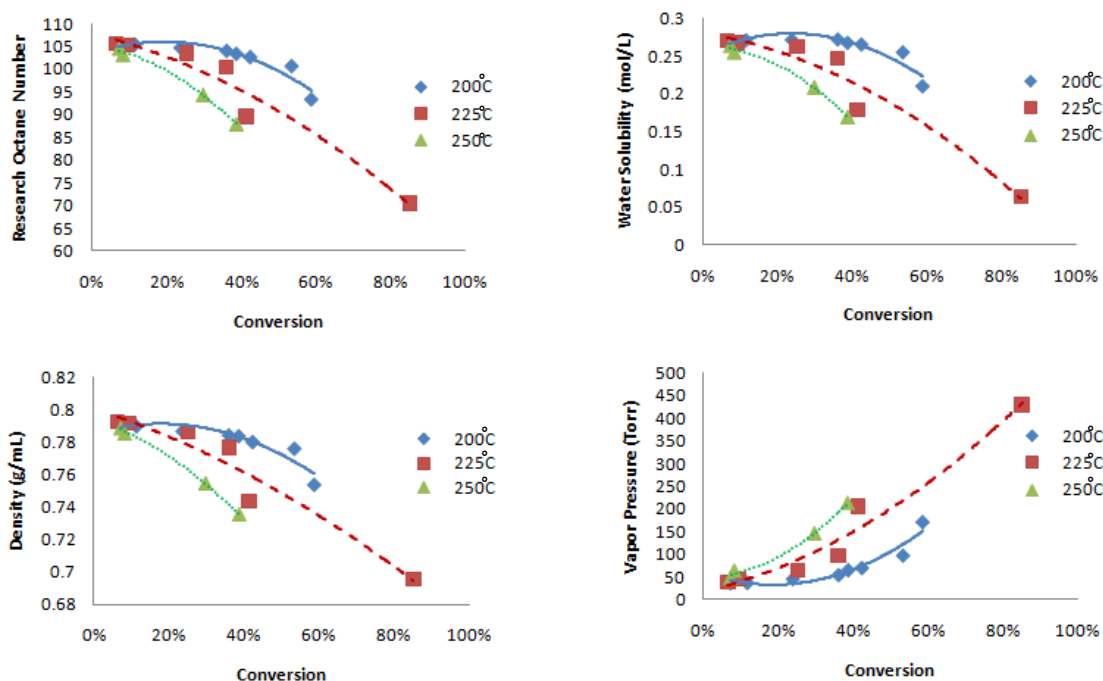 Research Octane Number
110
105
100
95
90
85
80
75
70
65
60
0% 20% 40% 60% 80% 100%
Conversion
200°C
225°C
250°C
Water Solubility (mol/L)
0.3
0.25
0.2
0.15
0.1
0.05
0
0% 20% 40% 60% 80% 100%
Conversion
200°C
225°C
250°C
Density (g/mL)
0.82
0.8
0.78
0.76
0.74
0.72
0.7
0.68
0% 20% 40% 60% 80% 100%
Conversion
200°C
225°C
250°C
Vapor Pressure (Torr)
500
450
400
350
300
250
200
150
100
50
0
0% 20% 40% 60% 80% 100%
Conversion
200°C
225°C
250°C